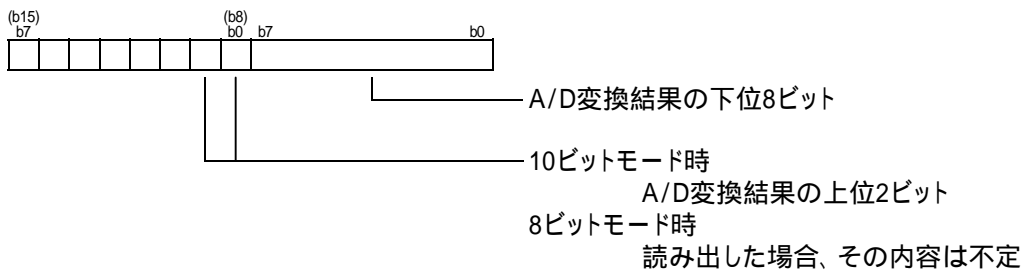 (b15) (b8)
b7 b0 b7 b0
A/D変換結果の下位8ビット
10ビットモード時
A/D変換結果の上位2ビット
8ビットモード時
読み出した場合、その内容は不定